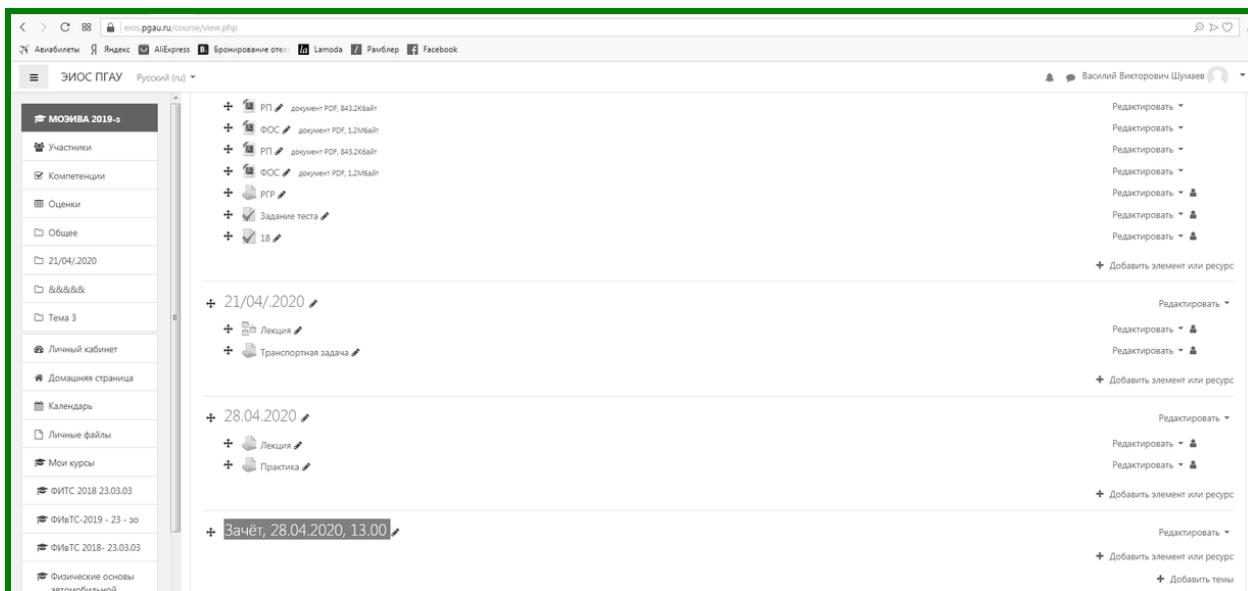 eios.pgau.ru/course/view.php
Авиабилеты Яндекс AliExpress Бронирование отел Lamoda Рамблер Facebook
ЭИОС ПГАУ Русский (ru) Василий Викторович Шумаев
МОЭИВА 2019-з
Участники
Компетенции
Оценки
Общее
21/04/.2020
&&&&&
Тема 3
Личный кабинет
Домашняя страница
Календарь
Личные файлы
Мои курсы
ФИТС 2018 23.03.03
ФИвТС-2019 - 23 - зо
ФИвТС 2018- 23.03.03
Физические основы
автомобильной
РП документ PDF, 843.2Кбайт Редактировать
ФОС документ PDF, 1.2Мбайт Редактировать
РП документ PDF, 843.2Кбайт Редактировать
ФОС документ PDF, 1.2Мбайт Редактировать
РГР Редактировать
Задание теста Редактировать
18 Редактировать
Добавить элемент или ресурс
21/04/.2020 Редактировать
Лекция Редактировать
Транспортная задача Редактировать
Добавить элемент или ресурс
28.04.2020 Редактировать
Лекция Редактировать
Практика Редактировать
Добавить элемент или ресурс
Зачёт, 28.04.2020, 13.00 Редактировать
Добавить элемент или ресурс
Добавить темы